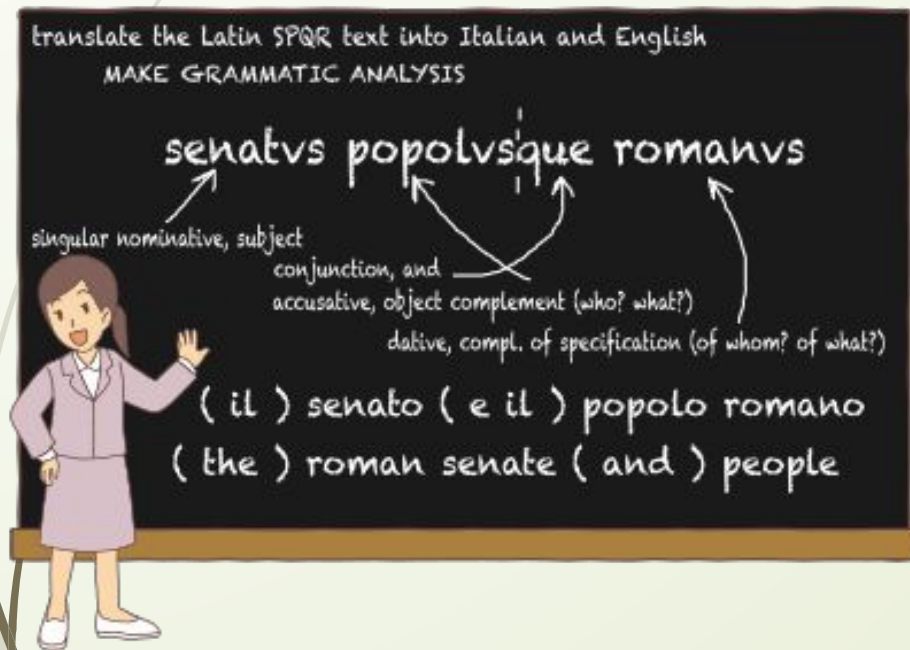 translate the Latin SPQR text into Italian and English
MAKE GRAMMATIC ANALYSIS
senatvs popolvsque romanvs
singular nominative, subject
conjunction, and
accusative, object complement (who? what?)
dative, compl. of specification (of whom? of what?)
( il ) senato ( e il ) popolo romano
( the ) roman senate ( and ) people